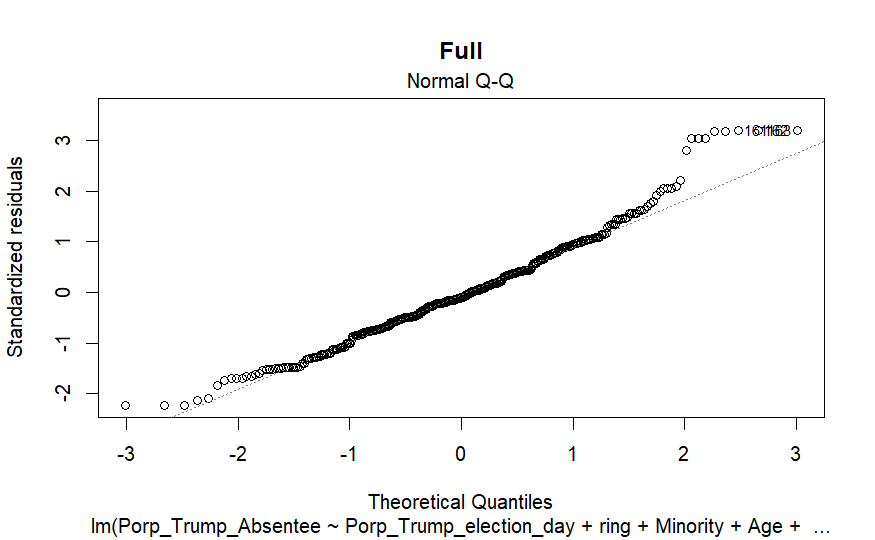 Full
Normal Q-Q
Standardized residuals
3
2
1
0
-1
-2
-3
-2
-1
0
1
2
3
Theoretical Quantiles
lm(Porp_Trump_Absentee ~ Porp_Trump_election_day + ring + Minority + Age + ...